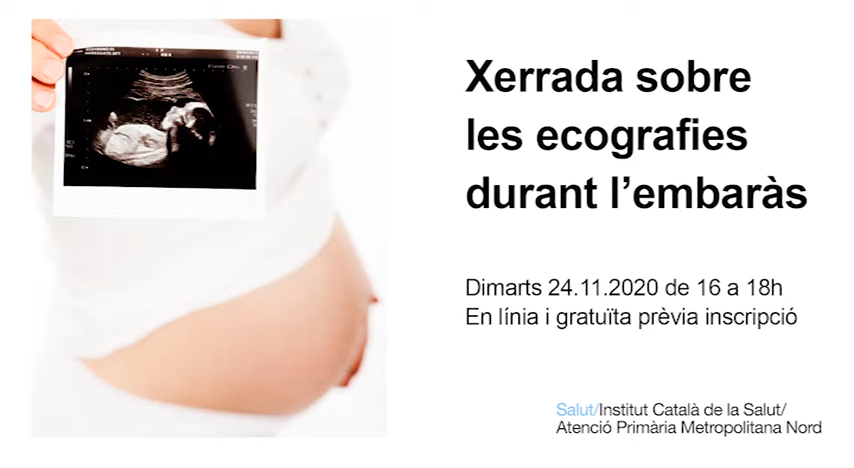 Xerrada sobre
les ecografies
durant l’embaràs
Dimarts 24.11.2020 de 16 a 18h
En línia i gratuïta prèvia inscripció
Salut/Institut Català de la Salut/
Atenció Primària Metropolitana Nord